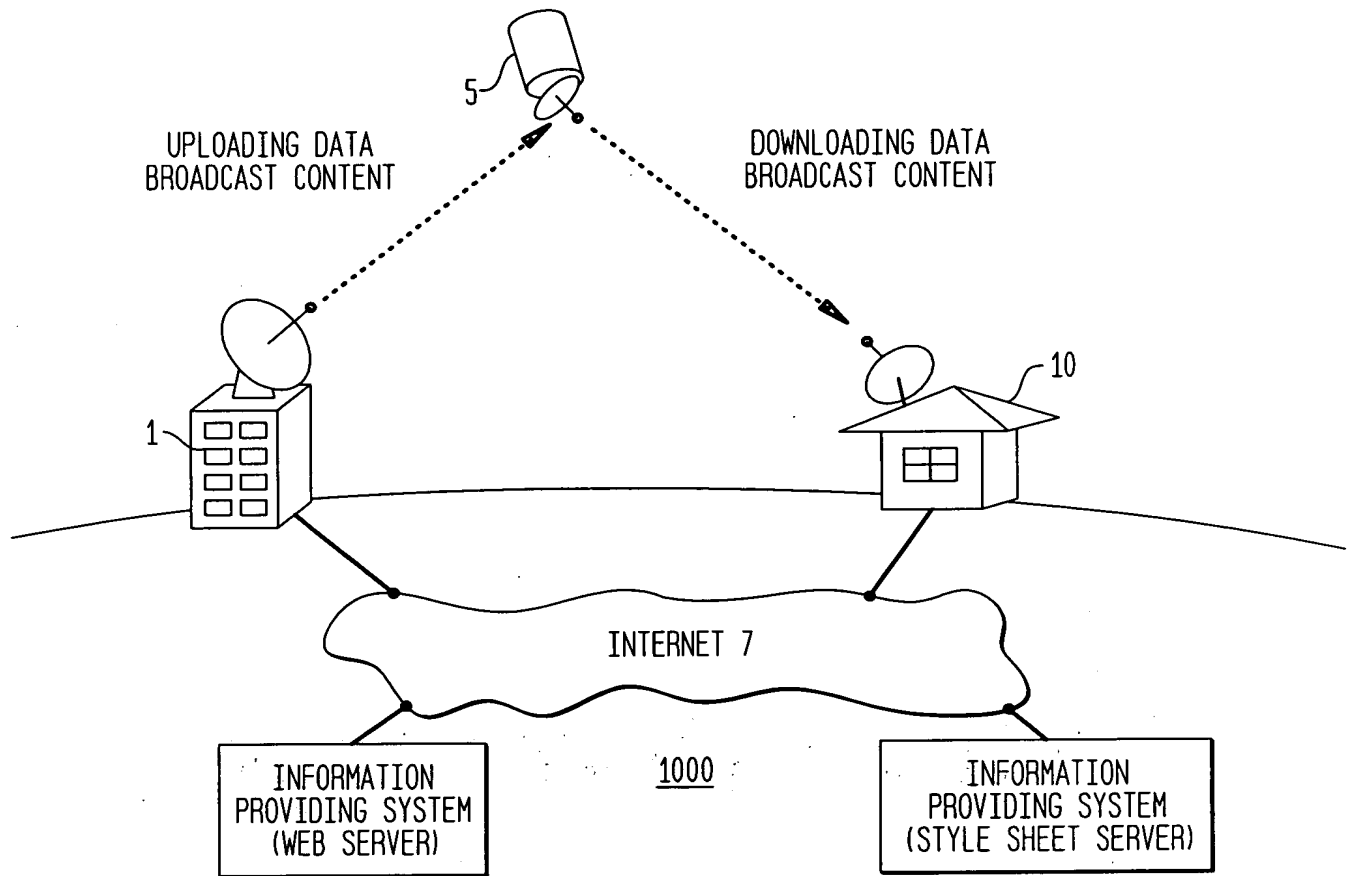 5
UPLOADING DATA
BROADCAST CONTENT
DOWNLOADING DATA
BROADCAST CONTENT
10
1
INTERNET 7
1000
INFORMATION
PROVIDING SYSTEM
(WEB SERVER)
INFORMATION
PROVIDING SYSTEM
(STYLE SHEET SERVER)